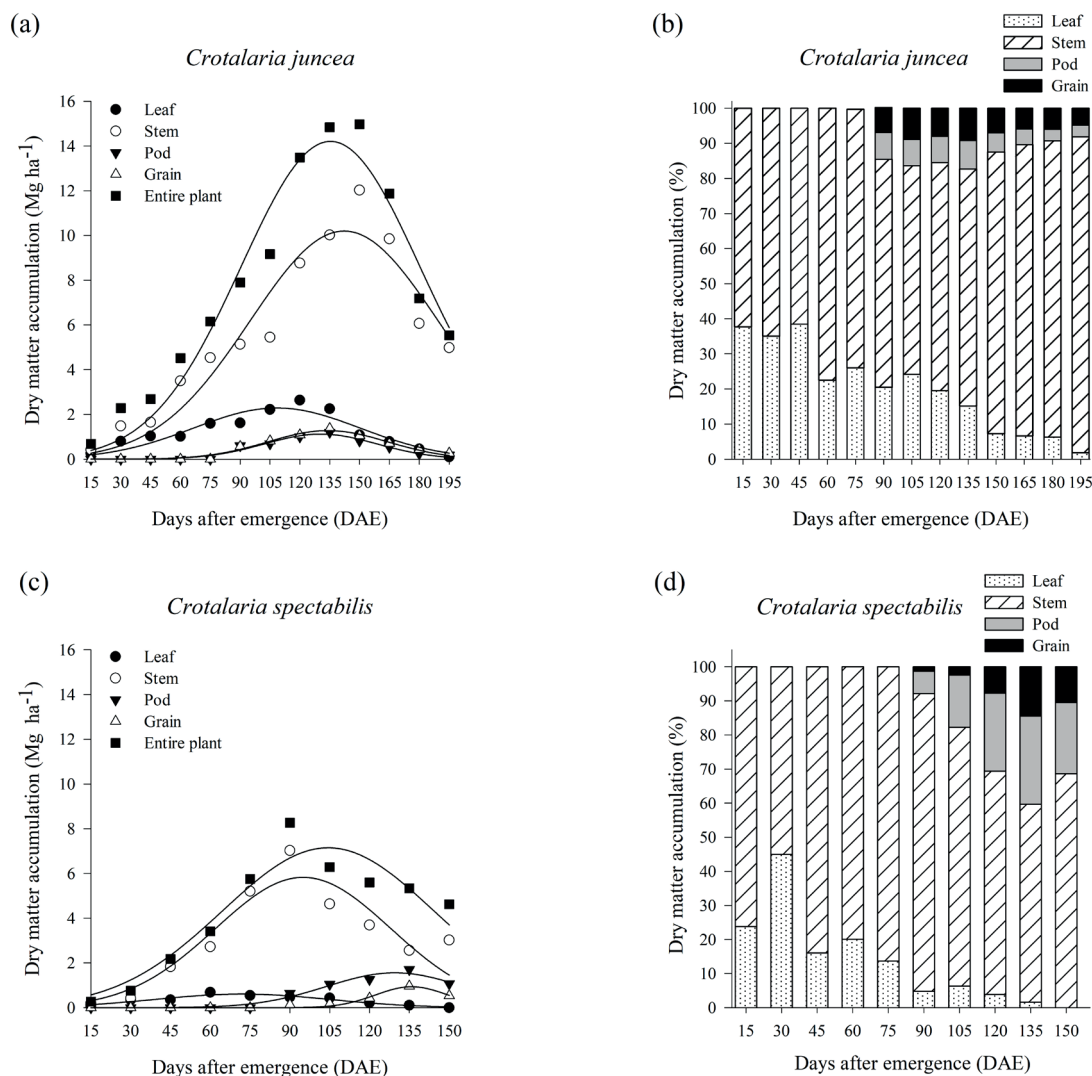 (a)
Crotalaria juncea
Leaf
Stem
Pod
Grain
Entire plant
Dry matter accumulation (Mg ha-1)
16
14
12
10
8
6
4
2
0
15 30 45 60 75 90 105 120 135 150 165 180 195
Days after emergence (DAE)
(b)
Crotalaria juncea
Leaf
Stem
Pod
Grain
Dry matter accumulation (%)
100
90
80
70
60
50
40
30
20
10
0
15 30 45 60 75 90 105 120 135 150 165 180 195
Days after emergence (DAE)
(c)
Crotalaria spectabilis
Leaf
Stem
Pod
Grain
Entire plant
Dry matter accumulation (Mg ha-1)
16
14
12
10
8
6
4
2
0
15 30 45 60 75 90 105 120 135 150
Days after emergence (DAE)
(d)
Crotalaria spectabilis
Leaf
Stem
Pod
Grain
Dry matter accumulation (%)
100
90
80
70
60
50
40
30
20
10
0
15 30 45 60 75 90 105 120 135 150
Days after emergence (DAE)